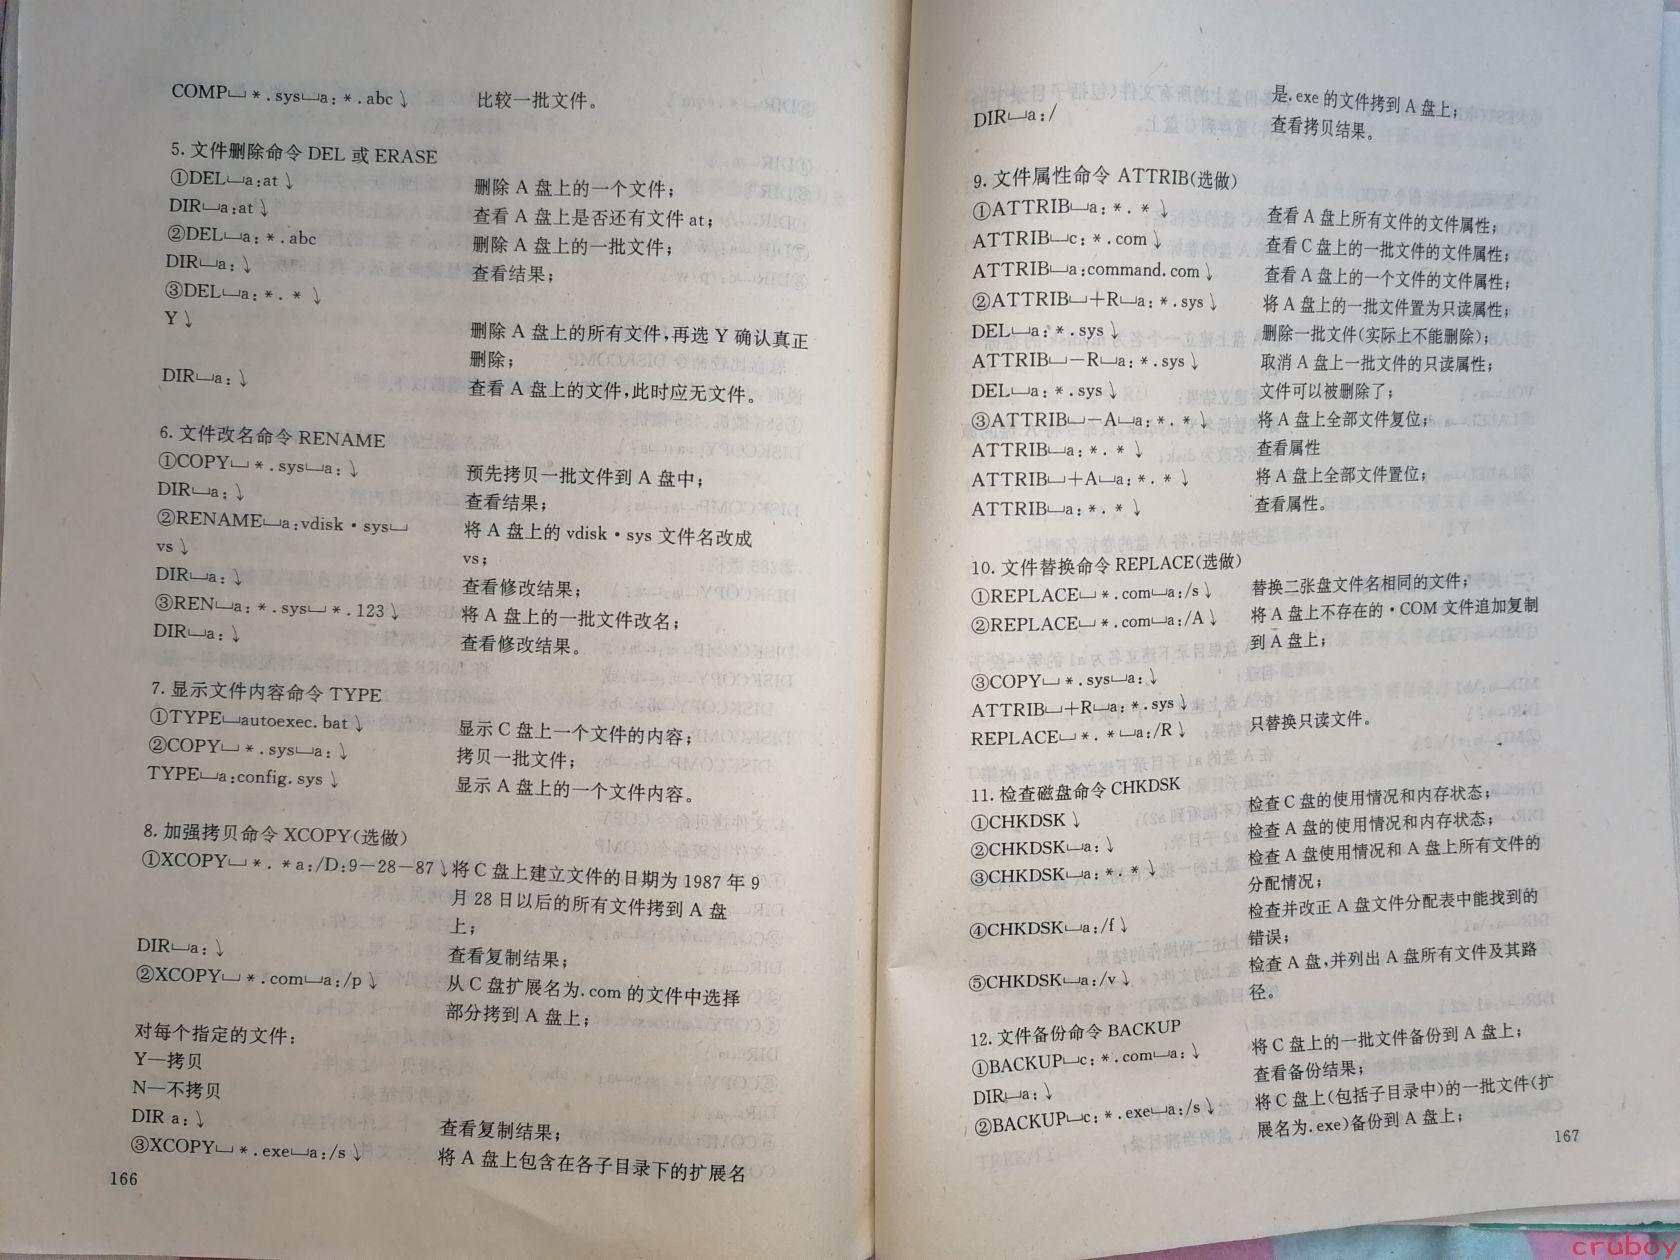 COMP␣*.sys␣a:*.abc↓ 比较一批文件。
5. 文件删除命令 DEL 或 ERASE
①DEL␣a:at↓ 删除 A 盘上的一个文件；
DIR␣a:at↓ 查看 A 盘上是否还有文件 at；
②DEL␣a:*.abc 删除 A 盘上的一批文件；
DIR␣a:↓ 查看结果；
③DEL␣a:*.*↓
Y↓ 删除 A 盘上的所有文件,再选 Y 确认真正
删除；
DIR␣a:↓ 查看 A 盘上的文件,此时应无文件。
6. 文件改名命令 RENAME
①COPY␣*.sys␣a:↓ 预先拷贝一批文件到 A 盘中；
DIR␣a:↓ 查看结果；
②RENAME␣a:vdisk·sys␣ 将 A 盘上的 vdisk·sys 文件名改成
vs↓ vs；
DIR␣a:↓ 查看修改结果；
③REN␣a:*.sys␣*.123↓ 将 A 盘上的一批文件改名；
DIR␣a:↓ 查看修改结果。
7. 显示文件内容命令 TYPE
①TYPE␣autoexec.bat↓ 显示 C 盘上一个文件的内容；
②COPY␣*.sys␣a:↓ 拷贝一批文件；
TYPE␣a:config.sys↓ 显示 A 盘上的一个文件内容。
8. 加强拷贝命令 XCOPY(选做)
①XCOPY␣*.*a:/D:9－28－87↓将 C 盘上建立文件的日期为 1987 年 9
月 28 日以后的所有文件拷到 A 盘
上；
DIR␣a:↓ 查看复制结果；
②XCOPY␣*.com␣a:/p↓ 从 C 盘扩展名为.com 的文件中选择
部分拷到 A 盘上；
对每个指定的文件：
Y—拷贝
N—不拷贝
DIR a:↓ 查看复制结果；
③XCOPY␣*.exe␣a:/s↓ 将 A 盘上包含在各子目录下的扩展名
166
是.exe 的文件拷到 A 盘上；
DIR␣a:/ 查看拷贝结果。
9. 文件属性命令 ATTRIB(选做)
①ATTRIB␣a:*.*↓ 查看 A 盘上所有文件的文件属性；
ATTRIB␣c:*.com↓ 查看 C 盘上的一批文件的文件属性；
ATTRIB␣a:command.com↓ 查看 A 盘上的一个文件的文件属性；
②ATTRIB␣＋R␣a:*.sys↓ 将 A 盘上的一批文件置为只读属性；
DEL␣a:*.sys↓ 删除一批文件(实际上不能删除)；
ATTRIB␣－R␣a:*.sys↓ 取消 A 盘上一批文件的只读属性；
DEL␣a:*.sys↓ 文件可以被删除了；
③ATTRIB␣－A␣a:*.*↓ 将 A 盘上全部文件复位；
ATTRIB␣a:*.*↓ 查看属性
ATTRIB␣＋A␣a:*.*↓ 将 A 盘上全部文件置位；
ATTRIB␣a:*.*↓ 查看属性。
10. 文件替换命令 REPLACE(选做)
①REPLACE␣*.com␣a:/s↓ 替换二张盘文件名相同的文件；
②REPLACE␣*.com␣a:/A↓ 将 A 盘上不存在的·COM 文件追加复制
到 A 盘上；
③COPY␣*.sys␣a:↓
ATTRIB␣＋R␣a:*.sys↓
REPLACE␣*.*␣a:/R↓ 只替换只读文件。
11. 检查磁盘命令 CHKDSK
①CHKDSK↓ 检查 C 盘的使用情况和内存状态；
②CHKDSK␣a:↓ 检查 A 盘的使用情况和内存状态；
③CHKDSK␣a:*.*↓ 检查 A 盘使用情况和 A 盘上所有文件的
分配情况；
④CHKDSK␣a:/f↓ 检查并改正 A 盘文件分配表中能找到的
错误；
⑤CHKDSK␣a:/v↓ 检查 A 盘,并列出 A 盘所有文件及其路
径。
12. 文件备份命令 BACKUP
①BACKUP␣c:*.com␣a:↓ 将 C 盘上的一批文件备份到 A 盘上；
DIR␣a:↓ 查看备份结果；
②BACKUP␣c:*.exe␣a:/s↓ 将 C 盘上(包括子目录中)的一批文件(扩
展名为.exe)备份到 A 盘上；
167
cruboy